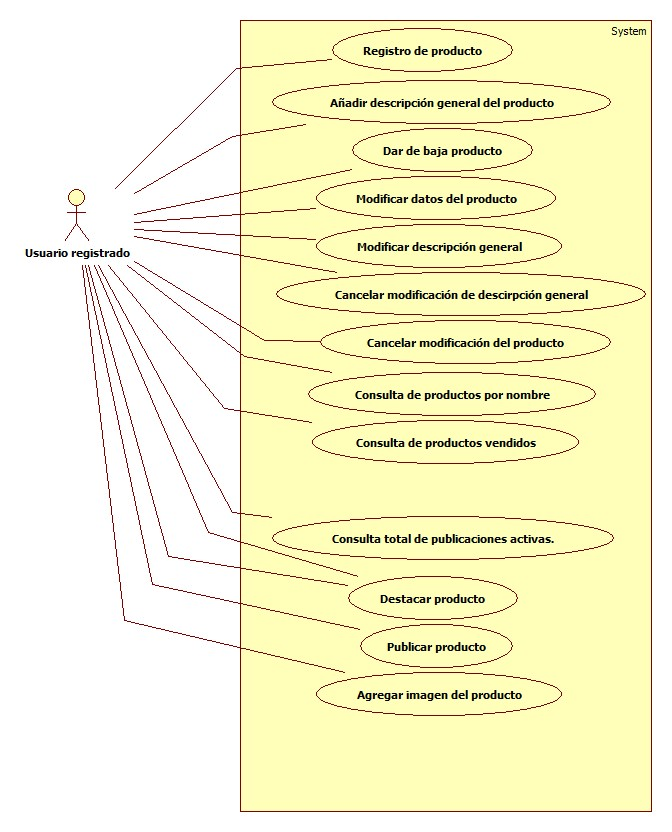 System
Registro de producto
Añadir descripción general del producto
Dar de baja producto
Modificar datos del producto
Usuario registrado
Modificar descripción general
Cancelar modificación de descirpción general
Cancelar modificación del producto
Consulta de productos por nombre
Consulta de productos vendidos
Consulta total de publicaciones activas.
Destacar producto
Publicar producto
Agregar imagen del producto